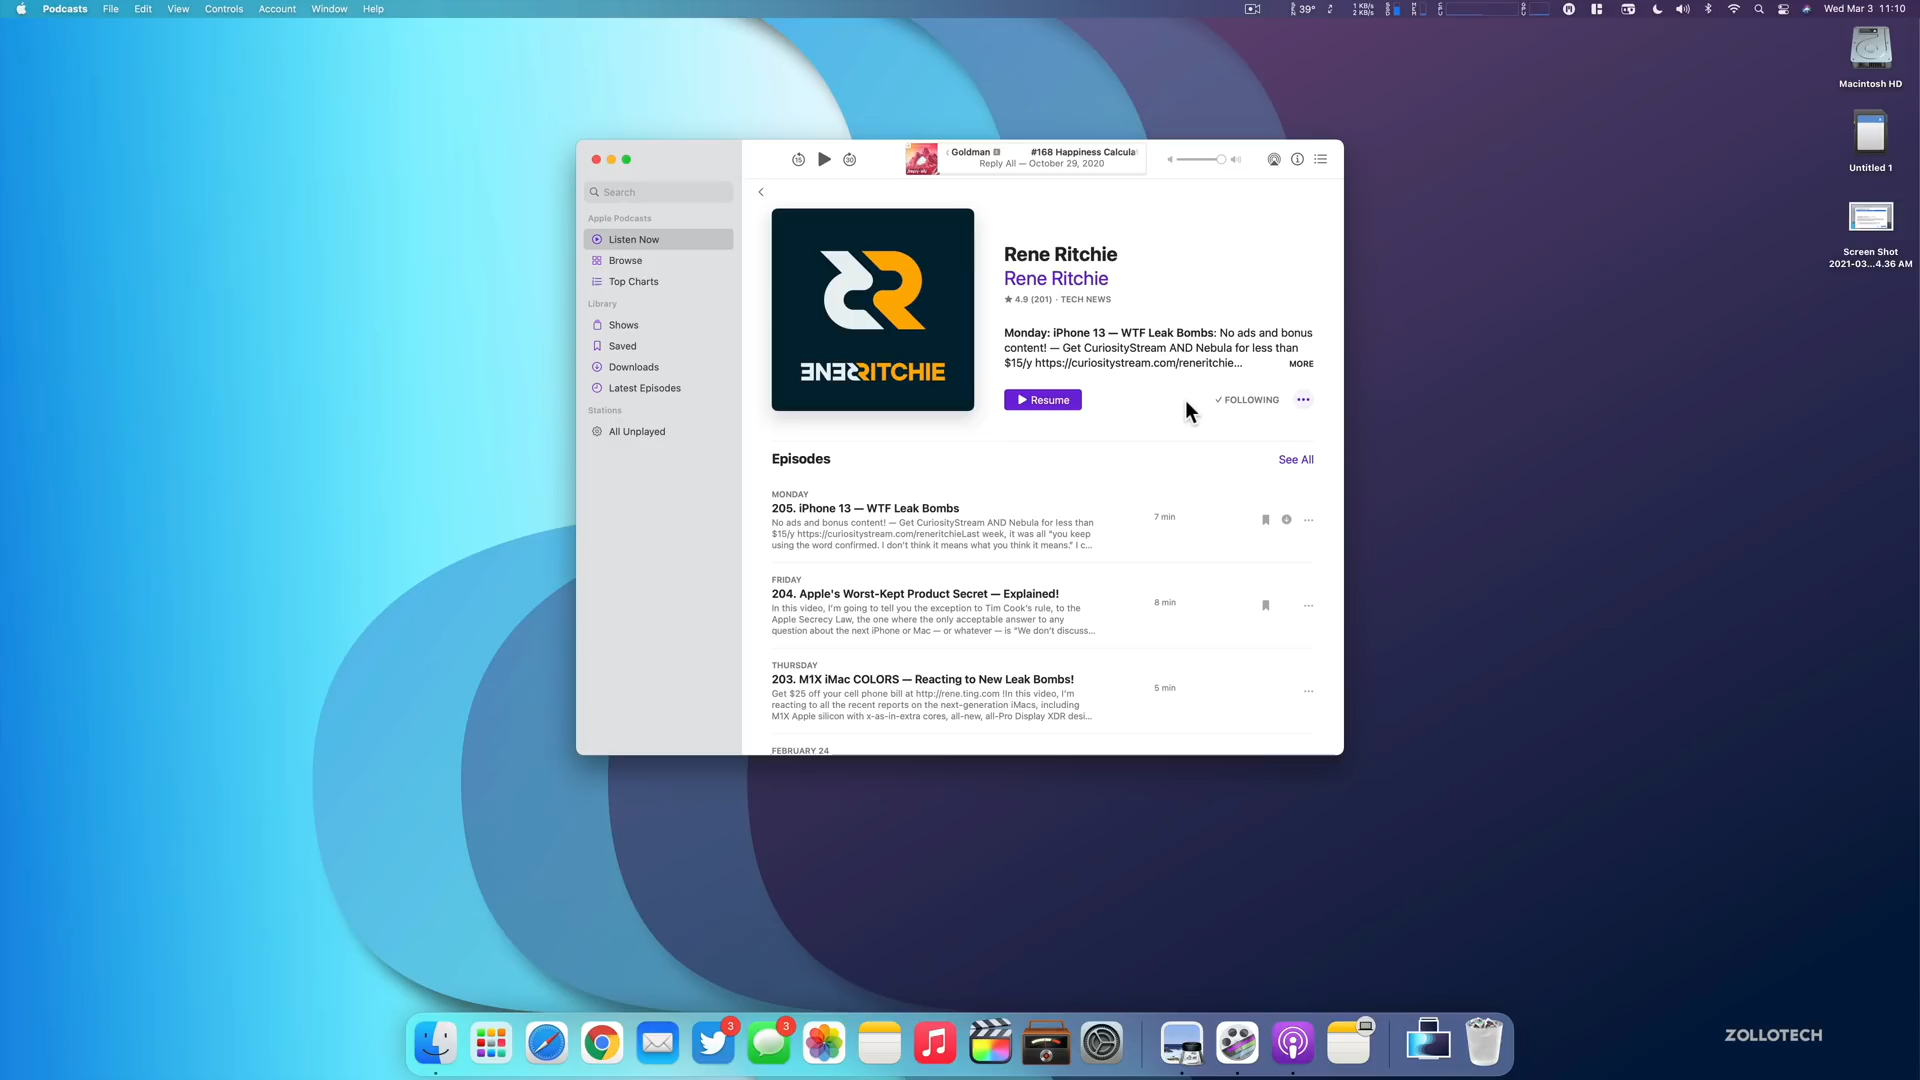 Podcasts File Edit View Controls Account Window Help
39° 1 KB/s 2 KB/s Wed Mar 3 11:10
Macintosh HD
Untitled 1
Screen Shot
2021-03...4.36 AM
15 30
Goldman E #168 Happiness Calcula
Reply All — October 29, 2020
Search
Apple Podcasts
Listen Now
Browse
Top Charts
Library
Shows
Saved
Downloads
Latest Episodes
Stations
All Unplayed
RENERITCHIE
Rene Ritchie
Rene Ritchie
★ 4.9 (201) · TECH NEWS
Monday: iPhone 13 — WTF Leak Bombs: No ads and bonus
content! — Get CuriosityStream AND Nebula for less than
$15/y https://curiositystream.com/reneritchie... MORE
Resume
✓ FOLLOWING
Episodes
See All
MONDAY
205. iPhone 13 — WTF Leak Bombs
No ads and bonus content! — Get CuriosityStream AND Nebula for less than
$15/y https://curiositystream.com/reneritchieLast week, it was all "you keep
using the word confirmed. I don't think it means what you think it means." I c...
7 min
FRIDAY
204. Apple's Worst-Kept Product Secret — Explained!
In this video, I'm going to tell you the exception to Tim Cook's rule, to the
Apple Secrecy Law, the one where the only acceptable answer to any
question about the next iPhone or Mac — or whatever — is "We don't discuss...
8 min
THURSDAY
203. M1X iMac COLORS — Reacting to New Leak Bombs!
Get $25 off your cell phone bill at http://rene.ting.com !In this video, I'm
reacting to all the recent reports on the next-generation iMacs, including
M1X Apple silicon with x-as-in-extra cores, all-new, all-Pro Display XDR desi...
5 min
FEBRUARY 24
3
3
ZOLLOTECH